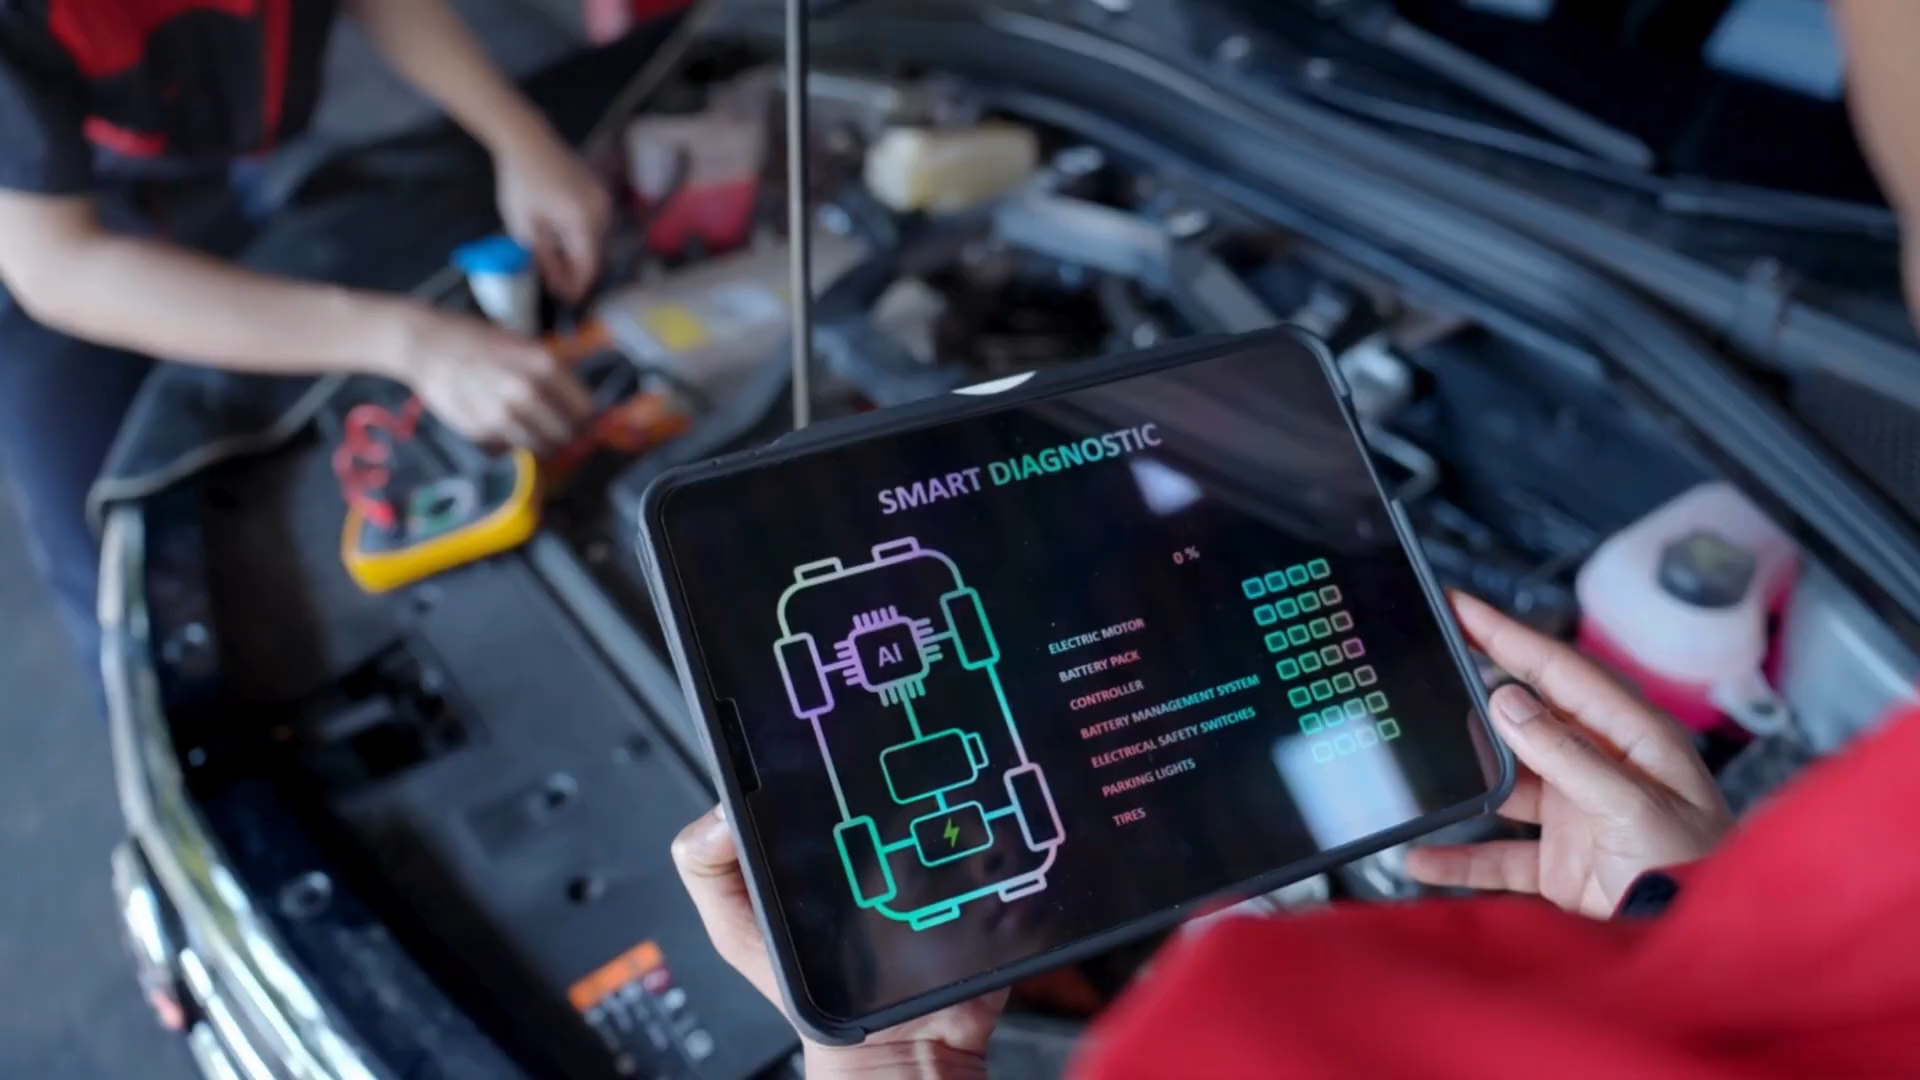 SMART DIAGNOSTIC
0 %
AI
ELECTRIC MOTOR
BATTERY PACK
CONTROLLER
BATTERY MANAGEMENT SYSTEM
ELECTRICAL SAFETY SWITCHES
PARKING LIGHTS
TIRES